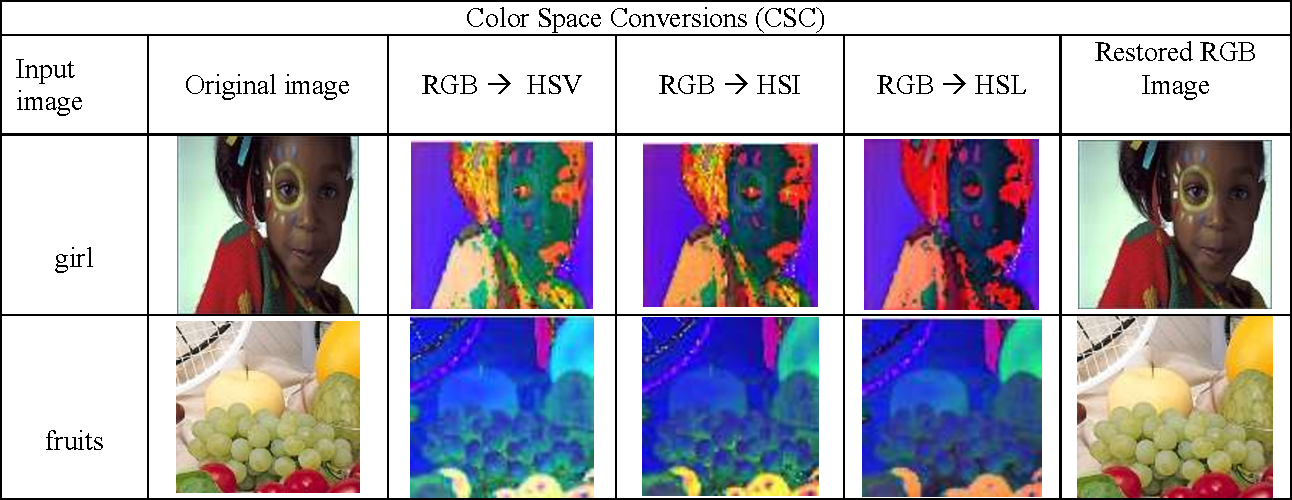 Color Space Conversions (CSC)
Input
image
Original image
RGB → HSV
RGB → HSI
RGB → HSL
Restored RGB
Image
girl
fruits